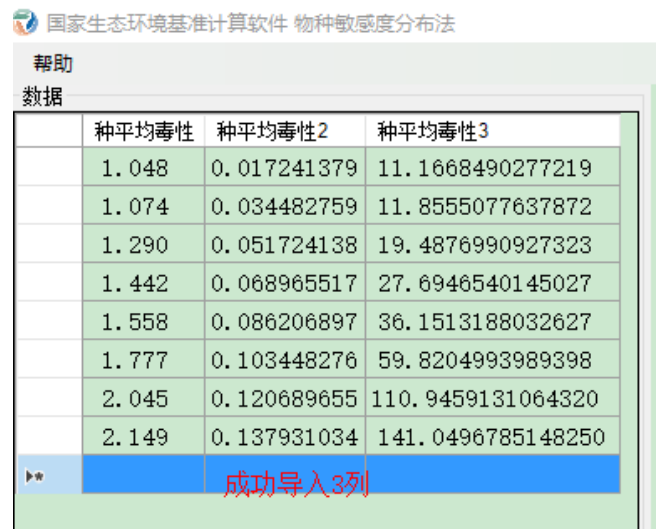 国家生态环境基准计算软件 物种敏感度分布法
帮助
数据
种平均毒性 种平均毒性2 种平均毒性3
1.048 0.017241379 11.1668490277219
1.074 0.034482759 11.8555077637872
1.290 0.051724138 19.4876990927323
1.442 0.068965517 27.6946540145027
1.558 0.086206897 36.1513188032627
1.777 0.103448276 59.8204993989398
2.045 0.120689655 110.9459131064320
2.149 0.137931034 141.0496785148250
成功导入3列